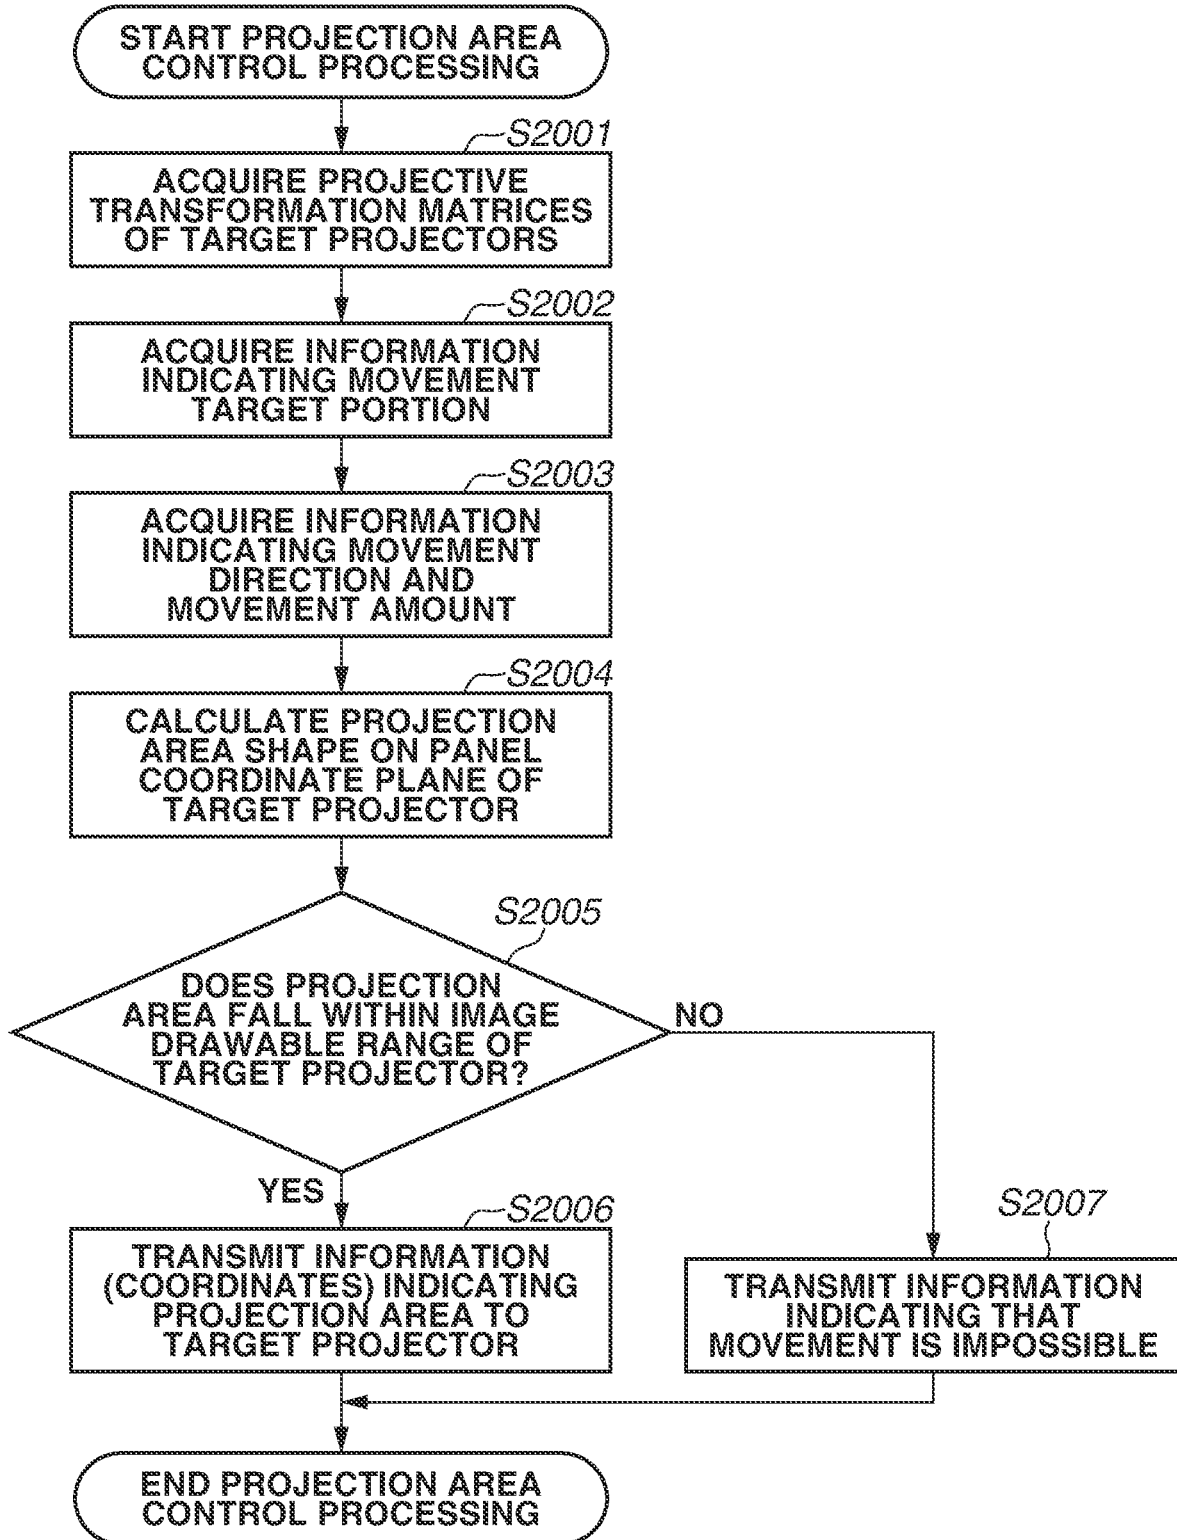 START PROJECTION AREA
CONTROL PROCESSING
S2001
ACQUIRE PROJECTIVE
TRANSFORMATION MATRICES
OF TARGET PROJECTORS
S2002
ACQUIRE INFORMATION
INDICATING MOVEMENT
TARGET PORTION
S2003
ACQUIRE INFORMATION
INDICATING MOVEMENT
DIRECTION AND
MOVEMENT AMOUNT
S2004
CALCULATE PROJECTION
AREA SHAPE ON PANEL
COORDINATE PLANE OF
TARGET PROJECTOR
S2005
DOES PROJECTION
AREA FALL WITHIN IMAGE
DRAWABLE RANGE OF
TARGET PROJECTOR?
NO
YES
S2006
TRANSMIT INFORMATION
(COORDINATES) INDICATING
PROJECTION AREA TO
TARGET PROJECTOR
S2007
TRANSMIT INFORMATION
INDICATING THAT
MOVEMENT IS IMPOSSIBLE
END PROJECTION AREA
CONTROL PROCESSING